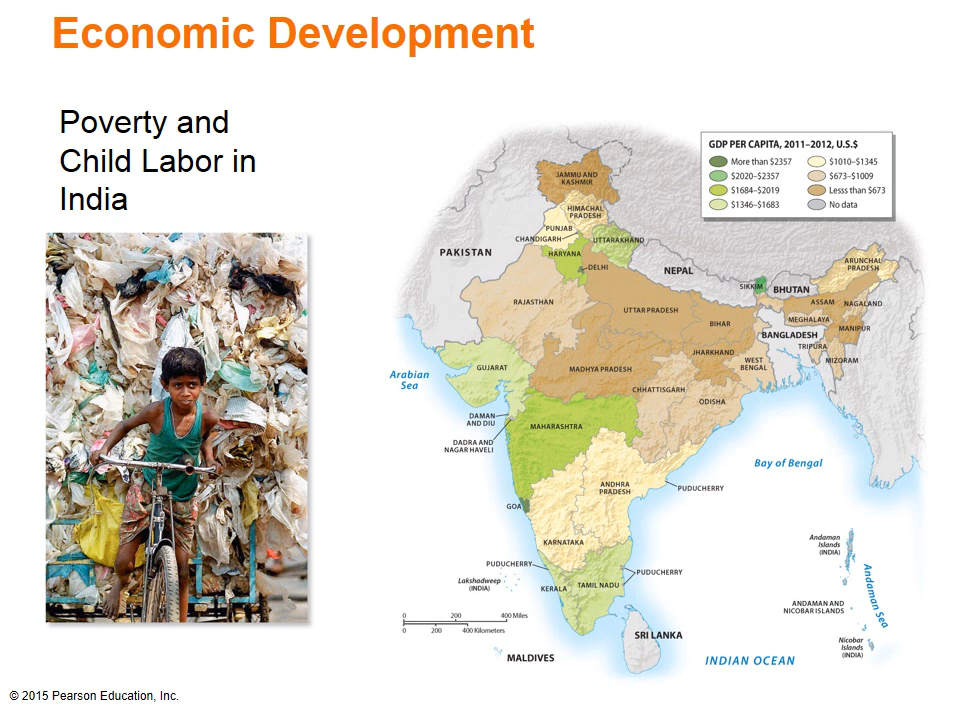 Economic Development
Poverty and
Child Labor in
India
GDP PER CAPITA, 2011–2012, U.S.$
More than $2357
$2020–$2357
$1684–$2019
$1346–$1683
$1010–$1345
$673–$1009
Lesss than $673
No data
JAMMU AND
KASHMIR
HIMACHAL
PRADESH
PUNJAB
CHANDIGARH
UTTARAKHAND
HARYANA
PAKISTAN
DELHI
NEPAL
ARUNCHAL
PRADESH
SIKKIM
BHUTAN
RAJASTHAN
UTTAR PRADESH
ASSAM
NAGALAND
BIHAR
MEGHALAYA
MANIPUR
BANGLADESH
TRIPURA
JHARKHAND
WEST
BENGAL
MIZORAM
GUJARAT
MADHYA PRADESH
Arabian
Sea
CHHATTISGARH
ODISHA
DAMAN
AND DIU
MAHARASHTRA
DADRA AND
NAGAR HAVELI
Bay of Bengal
ANDHRA
PRADESH
PUDUCHERRY
GOA
KARNATAKA
Andaman
Islands
(INDIA)
PUDUCHERRY
PUDUCHERRY
Lakshadweep
(INDIA)
KERALA
TAMIL NADU
Andaman Sea
ANDAMAN AND
NICOBAR ISLANDS
0 200 400 Miles
0 200 400 Kilometers
SRI LANKA
Nicobar
Islands
(INDIA)
MALDIVES
INDIAN OCEAN
© 2015 Pearson Education, Inc.